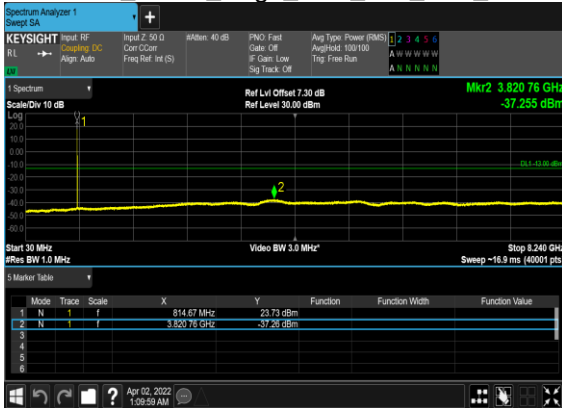 Spectrum Analyzer 1
Swept SA
+
KEYSIGHT Input: RF Input Z: 50 Ω #Atten: 40 dB PNO: Fast Avg Type: Power (RMS) 1 2 3 4 5 6
RL Coupling: DC Corr CCorr Gate: Off Avg|Hold: 100/100 A W W W W W
Align: Auto Freq Ref: Int (S) IF Gain: Low Trig: Free Run
Sig Track: Off A N N N N N
1 Spectrum
Scale/Div 10 dB Ref Lvl Offset 7.30 dB Ref Level 30.00 dBm Mkr2 3.820 76 GHz -37.255 dBm
Log
20.0
10.0
0.00
-10.0
-20.0
-30.0
-40.0
-50.0
-60.0
1
2
DL1 -13.00 dBm
Start 30 MHz Video BW 3.0 MHz* Stop 8.240 GHz
#Res BW 1.0 MHz Sweep ~16.9 ms (40001 pts)
5 Marker Table
Mode Trace Scale X Y Function Function Width Function Value
1 N 1 f 814.67 MHz 23.73 dBm
2 N 1 f 3.820 76 GHz -37.26 dBm
3
4
5
6
? Apr 02, 2022
1:09:59 AM